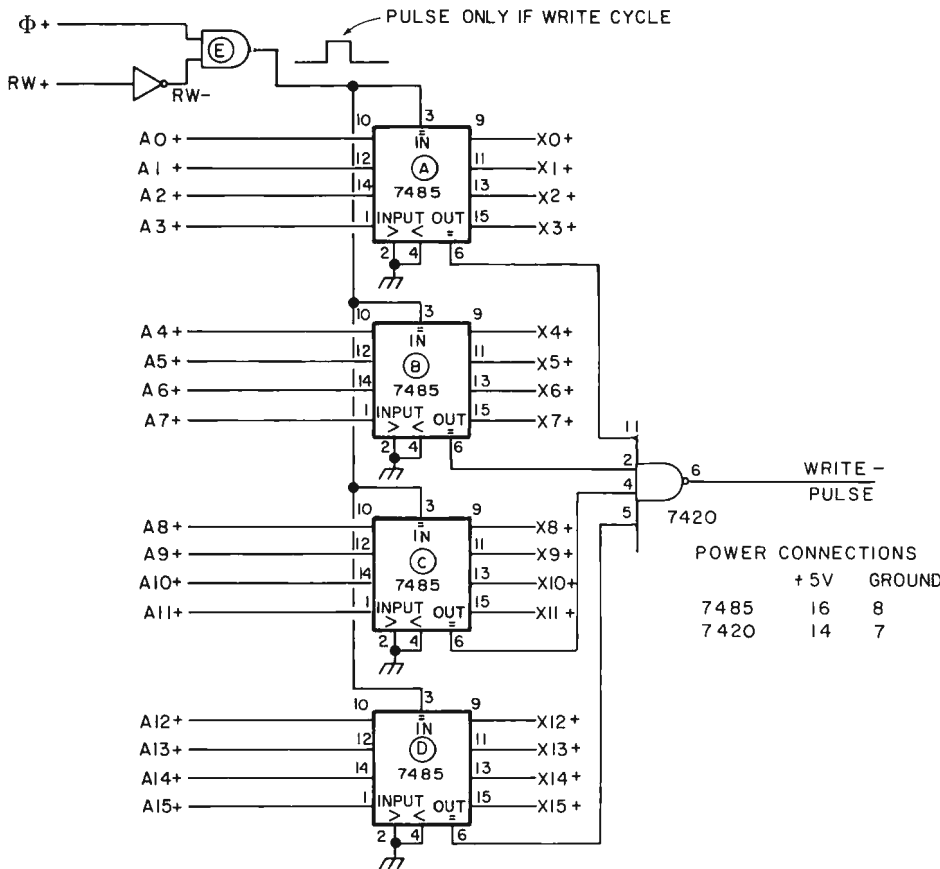 PULSE ONLY IF WRITE CYCLE
Φ+
E
RW+
RW-
10 3 9
A0+ = X0+
IN
12 11
A1+ A X1+
14 13
A2+ 7485 X2+
1 INPUT OUT 15
A3+ > < = X3+
2 4 6
10 3 9
A4+ = X4+
IN
12 11
A5+ B X5+
14 13
A6+ 7485 X6+
1 INPUT OUT 15
A7+ > < = X7+
2 4 6
11
2 6 WRITE-
4 PULSE
5 7420
10 3 9
A8+ = X8+
IN
12 11
A9+ C X9+
14 13
A10+ 7485 X10+
1 INPUT OUT 15
A11+ > < = X11+
2 4 6
POWER CONNECTIONS
+5V GROUND
7485 16 8
7420 14 7
10 3 9
A12+ = X12+
IN
12 11
A13+ D X13+
14 13
A14+ 7485 X14+
1 INPUT OUT 15
A15+ > < = X15+
2 4 6